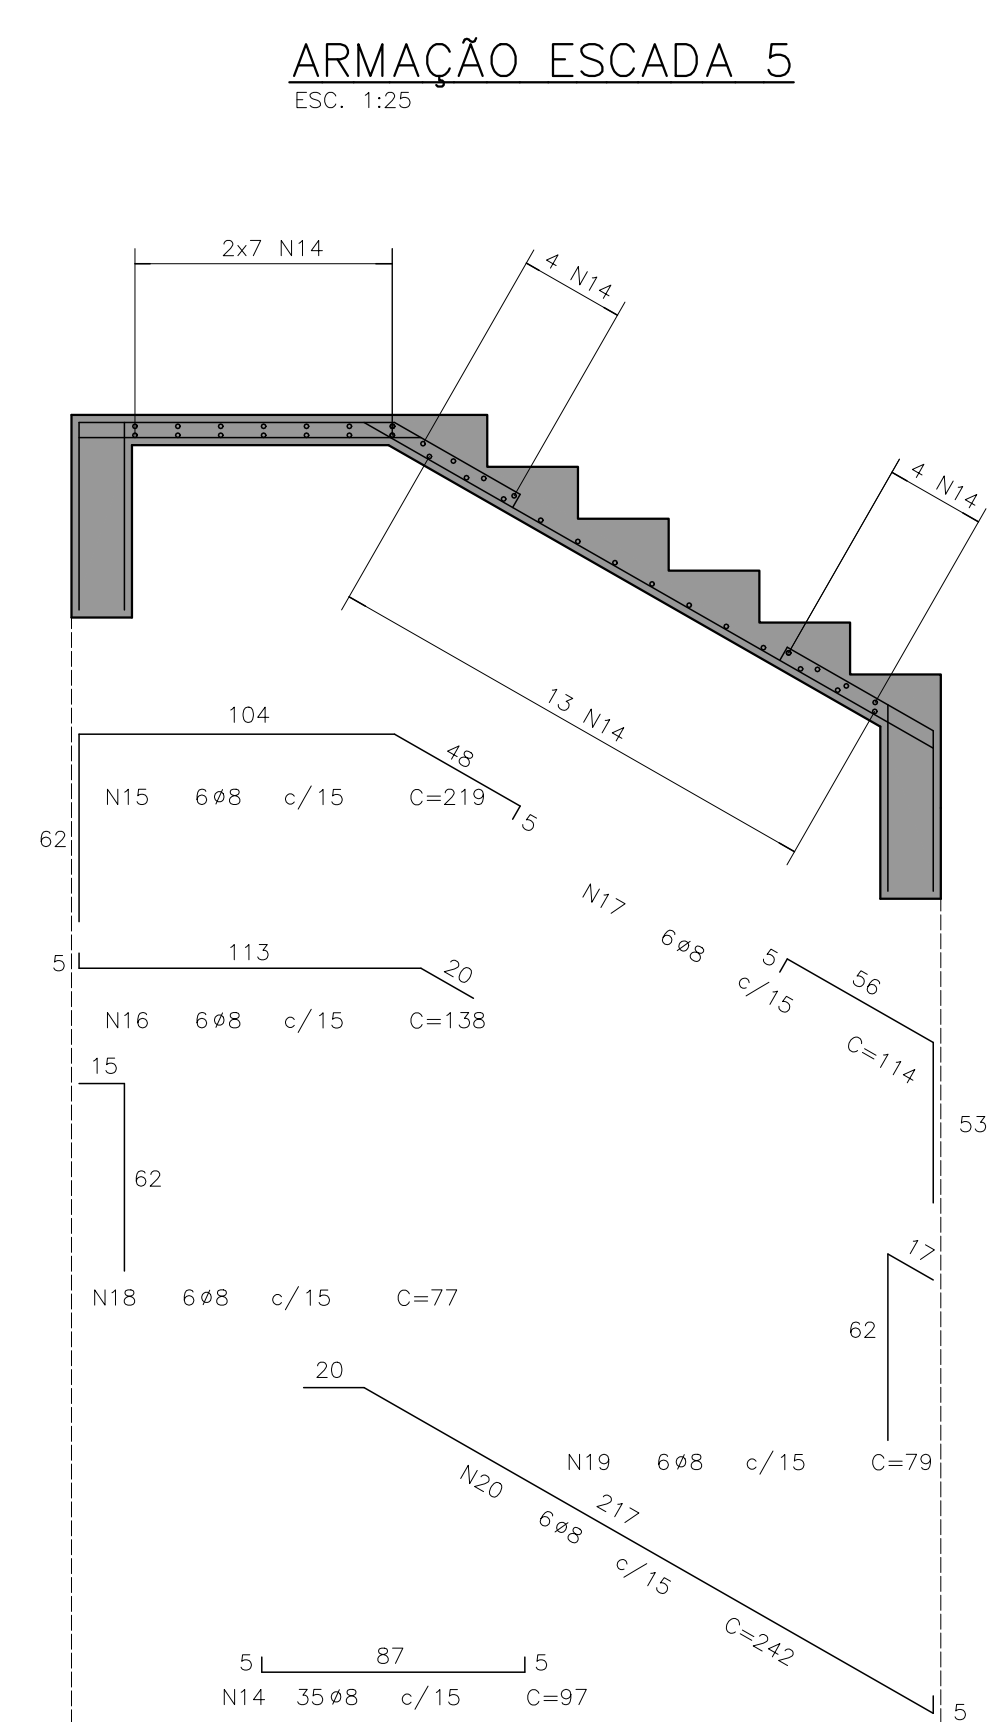 ARMAÇÃO ESCADA 5
ESC. 1:25
2x7 N14
4 N14
4 N14
13 N14
104
48
5
62
N15 6ø8 c/15 C=219
5
113
20
N16 6ø8 c/15 C=138
N17 6ø8 c/15 C=114
5
56
53
15
62
N18 6ø8 c/15 C=77
17
62
N19 6ø8 c/15 C=79
20
217
5
N20 6ø8 c/15 C=242
5 87 5
N14 35ø8 c/15 C=97